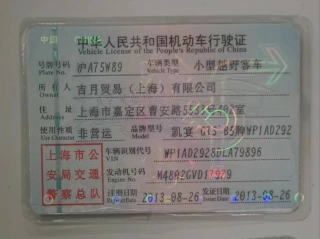 中华人民共和国机动车行驶证
Vehicle License of the People's Republic of China
号牌号码 沪A75W89 车辆类型 小型越野客车
Plate No. Vehicle Type
所有人 吉月贸易（上海）有限公司
Owner
住址 上海市嘉定区曹安路
Address
使用性质 非营运 品牌型号 凯宴 GTS
Use Character Model
上海市公安局交通警察总队
车辆识别代号 WP1AD2928DLA79896
VIN
发动机号码 M4802GVD17929
Engine No.
注册日期 2013-08-26 发证日期 2013-08-26
Register Date Issue Date